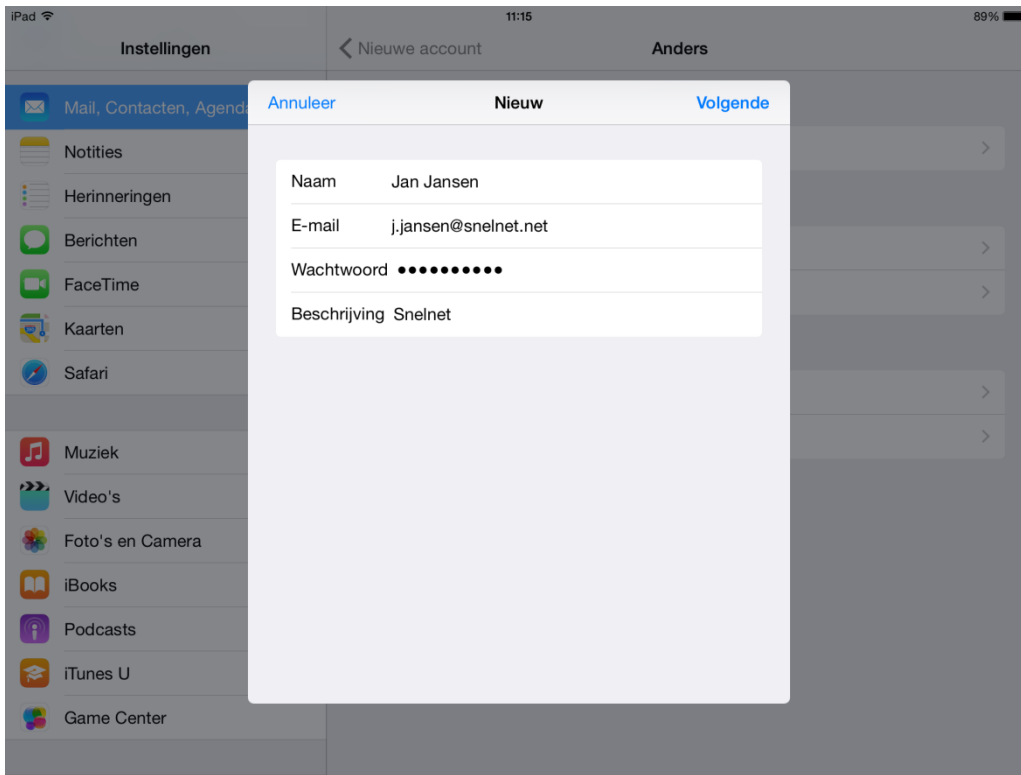 iPad 11:15 89%
Instellingen
Nieuwe account Anders
Mail, Contacten, Agenda
Notities
Herinneringen
Berichten
FaceTime
Kaarten
Safari
Muziek
Video's
Foto's en Camera
iBooks
Podcasts
iTunes U
Game Center
Annuleer Nieuw Volgende
Naam Jan Jansen
E-mail j.jansen@snelnet.net
Wachtwoord ●●●●●●●●●●
Beschrijving Snelnet